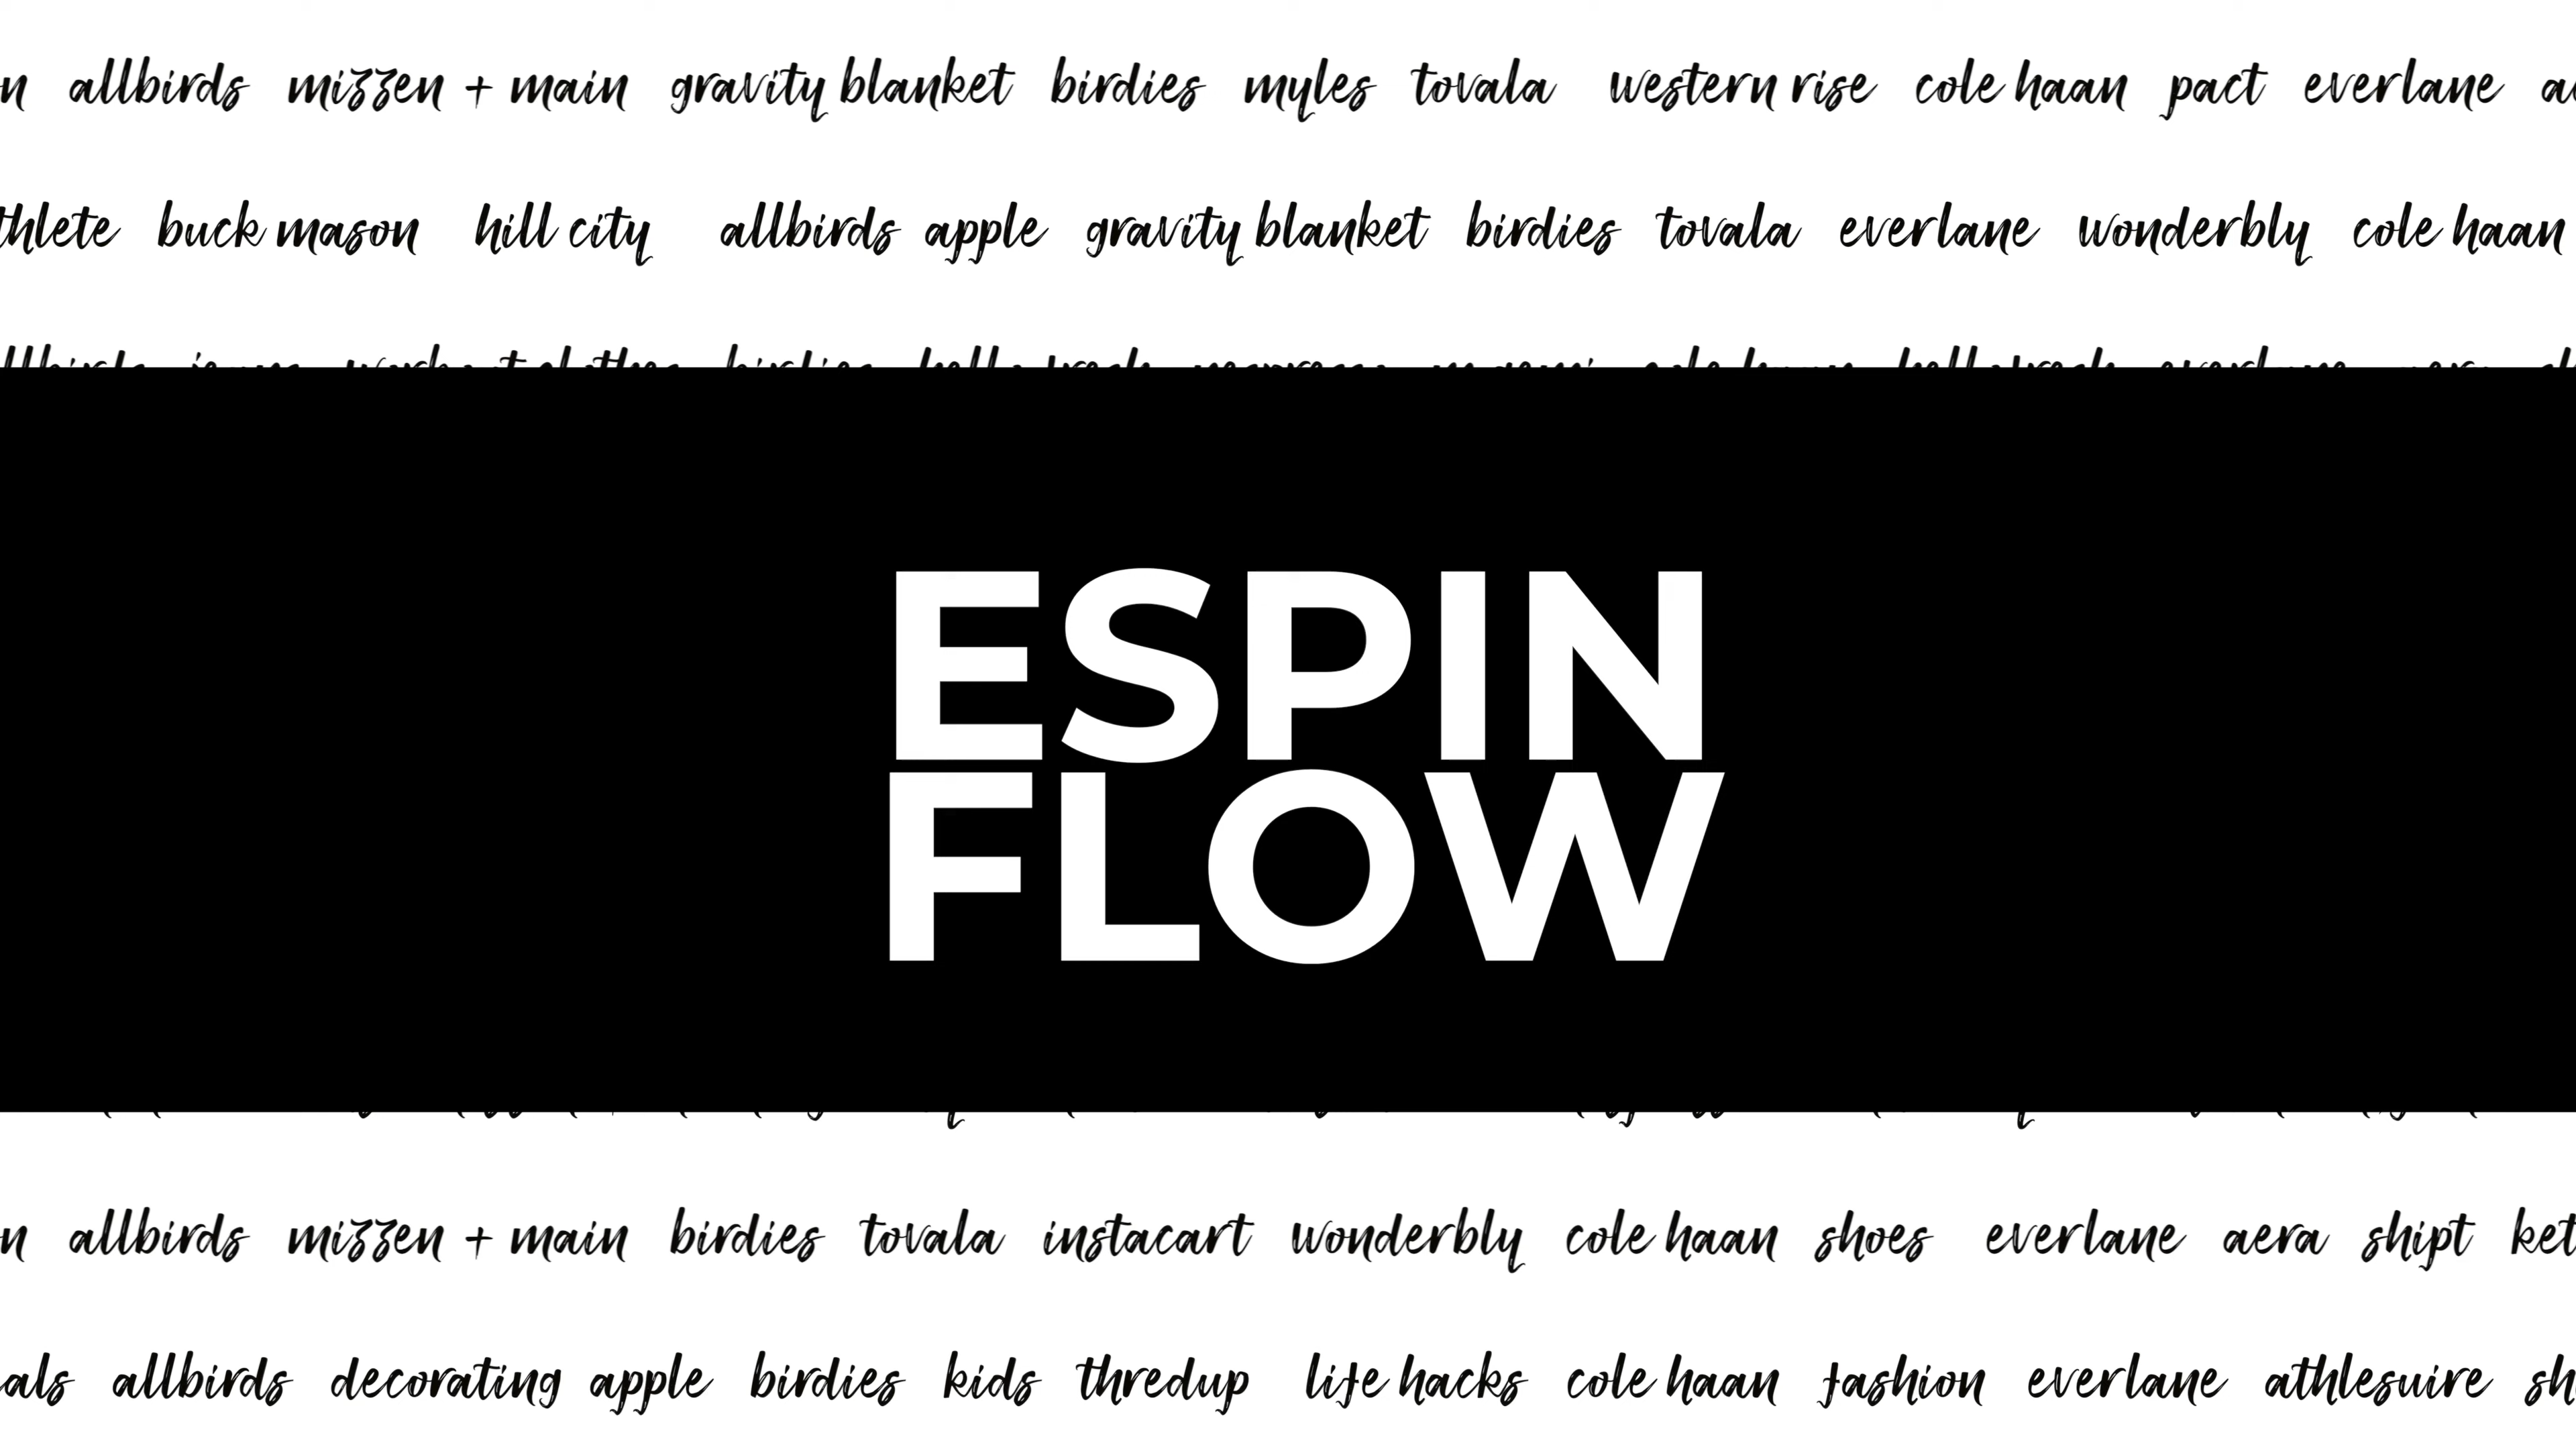 allbirds mizzen + main gravity blanket birdies myles tovala western rise cole haan pact everlane
buck mason hill city allbirds apple gravity blanket birdies tovala everlane wonderbly cole haan
ESPIN
FLOW
allbirds mizzen + main birdies tovala instacart wonderbly cole haan shoes everlane aera shipt
allbirds decorating apple birdies kids thredup life hacks cole haan fashion everlane athlesuire